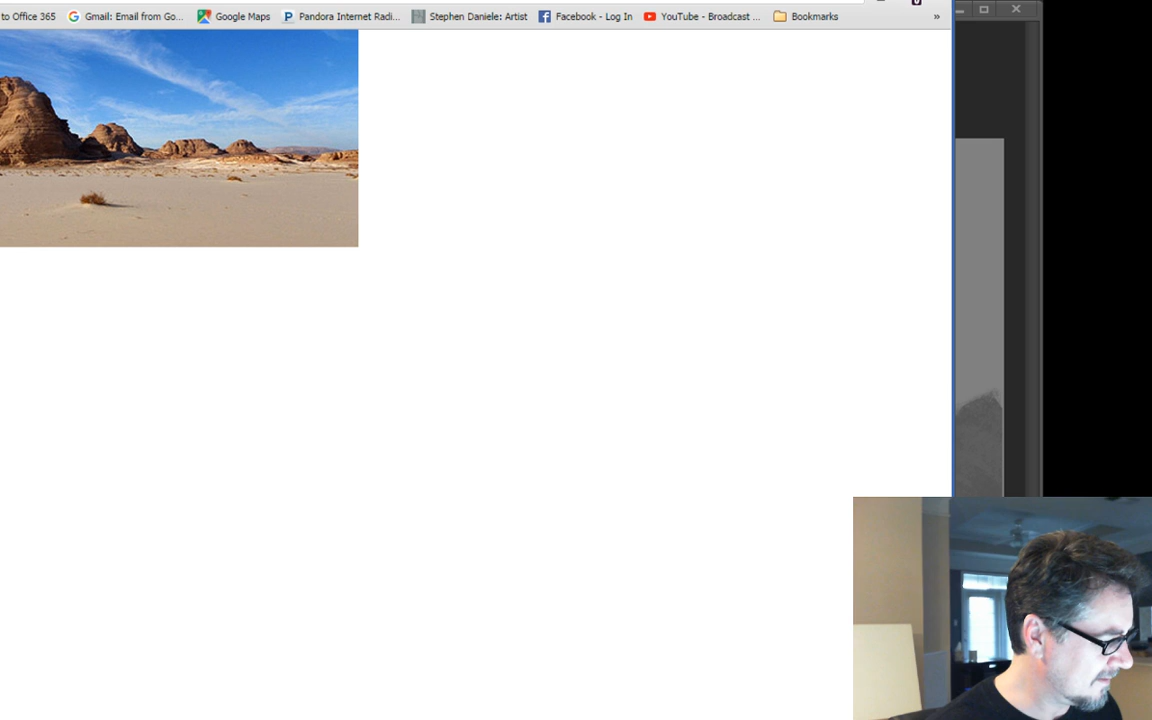 to Office 365 Gmail: Email from Go... Google Maps Pandora Internet Radi... Stephen Daniele: Artist Facebook - Log In YouTube - Broadcast ... Bookmarks »